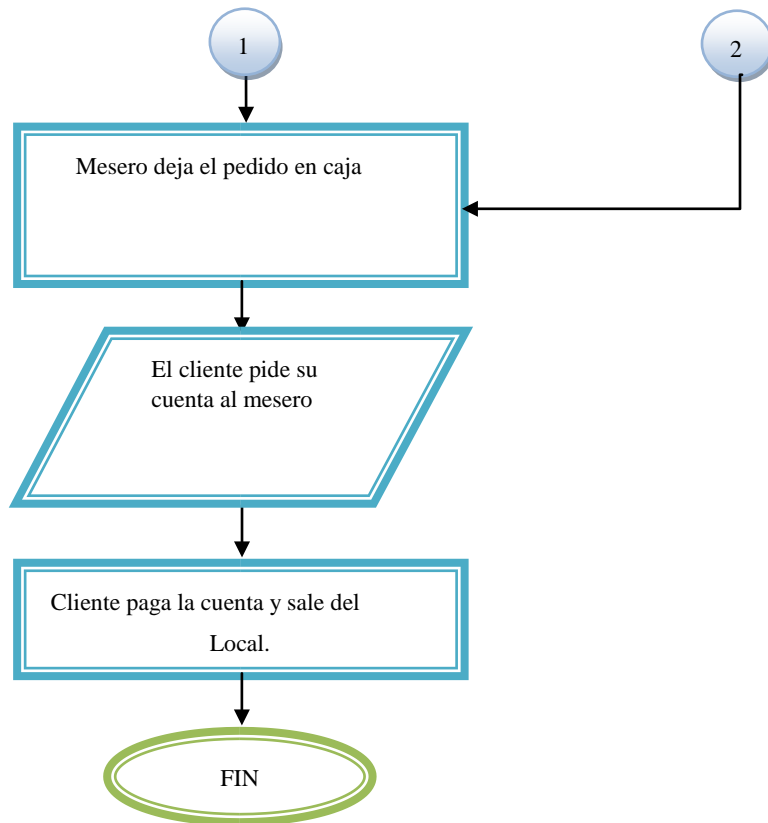 1
2
Mesero deja el pedido en caja
El cliente pide su
cuenta al mesero
Cliente paga la cuenta y sale del
Local.
FIN